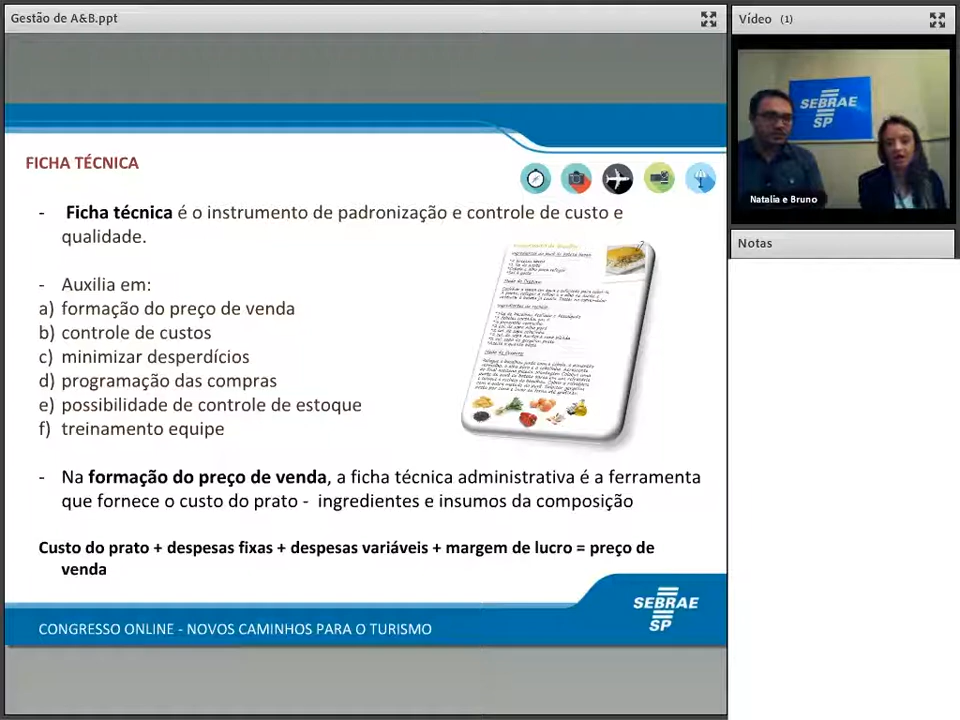 Gestão de A&B.ppt
Vídeo (1)
SEBRAE
SP
Natalia e Bruno
Notas
FICHA TÉCNICA
- Ficha técnica é o instrumento de padronização e controle de custo e
qualidade.
- Auxilia em:
a) formação do preço de venda
b) controle de custos
c) minimizar desperdícios
d) programação das compras
e) possibilidade de controle de estoque
f) treinamento equipe
- Na formação do preço de venda, a ficha técnica administrativa é a ferramenta
que fornece o custo do prato - ingredientes e insumos da composição
Custo do prato + despesas fixas + despesas variáveis + margem de lucro = preço de
venda
SEBRAE
SP
CONGRESSO ONLINE - NOVOS CAMINHOS PARA O TURISMO